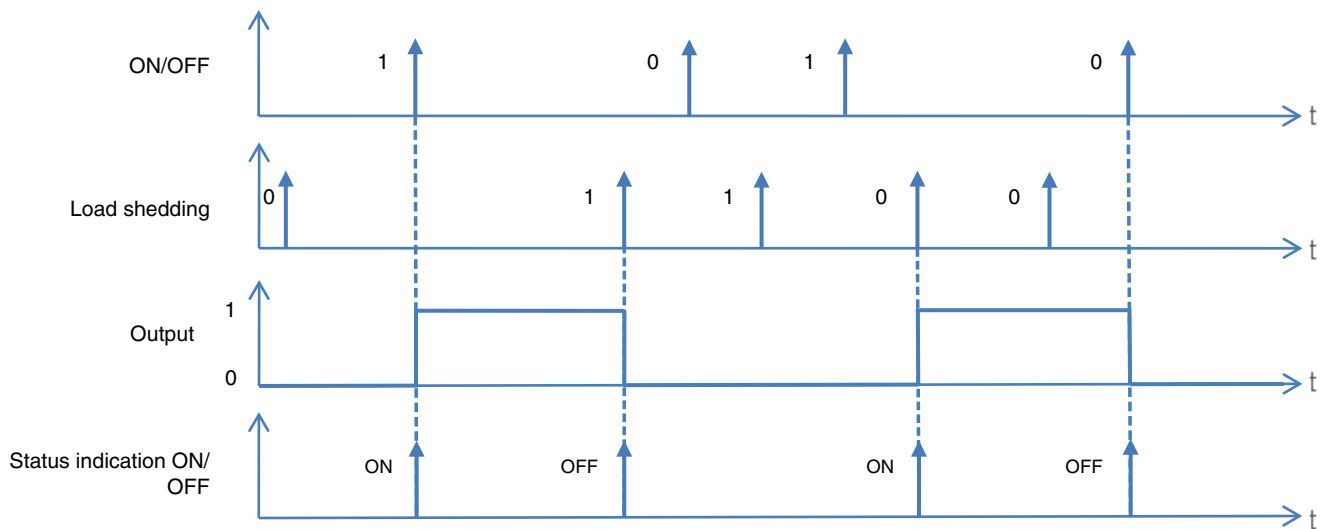 ON/OFF
1
0
1
0
t
Load shedding
0
1
1
0
0
t
Output
1
0
t
Status indication ON/
OFF
ON
OFF
ON
OFF
t